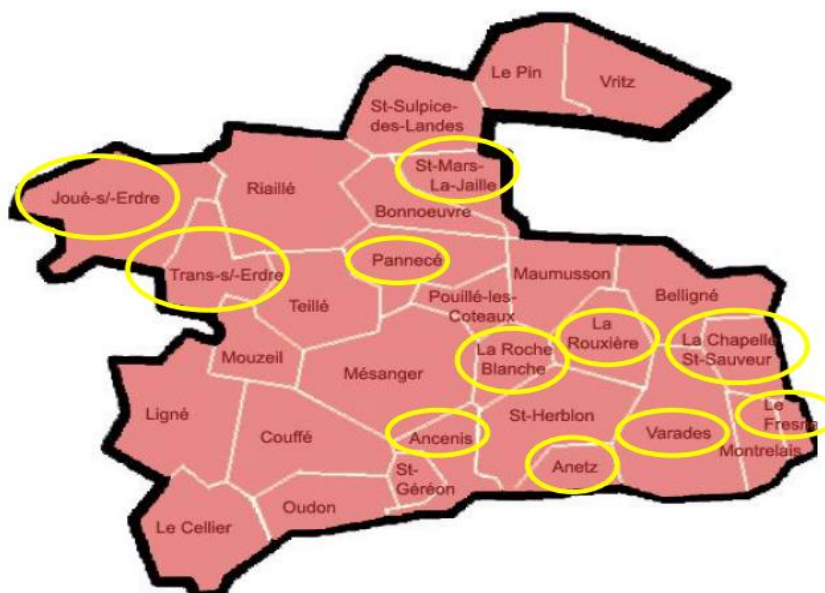 Le Pin
Vritz
St-Sulpice-
des-Landes
St-Mars-
La-Jaille
Joué-s/-Erdre
Riaillé
Bonnoeuvre
Trans-s/-Erdre
Pannecé
Maumusson
Teillé
Pouillé-les-
Coteaux
Belligné
Mouzeil
La Roche
Blanche
La
Rouxière
La Chapelle
St-Sauveur
Mésanger
Ligné
Couffé
Ancenis
St-Herblon
Varades
Le
Fresne
Montrelais
St-
Géréon
Anetz
Oudon
Le Cellier